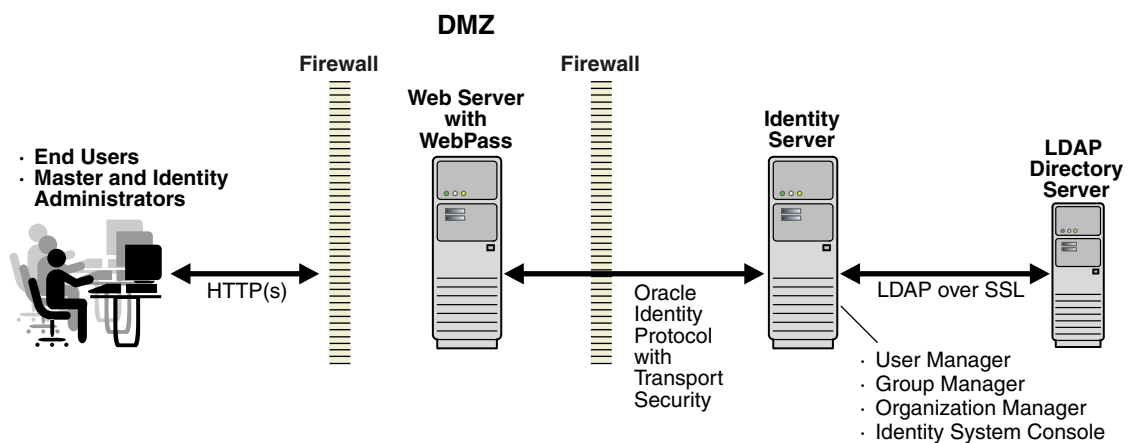 DMZ
Firewall
Firewall
Web Server
with
WebPass
Identity
Server
LDAP
Directory
Server
· End Users
· Master and Identity
Administrators
HTTP(s)
Oracle
Identity
Protocol
with
Transport
Security
LDAP over SSL
· User Manager
· Group Manager
· Organization Manager
· Identity System Console